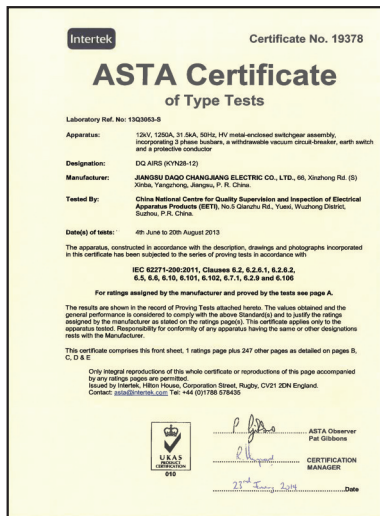 Intertek
Certificate No. 19378
ASTA Certificate
of Type Tests
Laboratory Ref. No: 13Q3053-S
Apparatus: 12kV, 1250A, 31.5kA, 50Hz, HV metal-enclosed switchgear assembly,
incorporating 3 phase busbars, a withdrawable vacuum circuit-breaker, earth switch
and a protective conductor
Designation: DQ AIRS (KYN28-12)
Manufacturer: JIANGSU DAQO CHANGJIANG ELECTRIC CO., LTD., 66, Xinzhong Rd. (S)
Xinba, Yangzhong, Jiangsu, P. R. China.
Tested By: China National Centre for Quality Supervision and Inspection of Electrical
Apparatus Products (EETI), No.5 Qianzhu Rd., Yuexi, Wuzhong District,
Suzhou, P.R. China.
Date(s) of tests: 4th June to 20th August 2013
The apparatus, constructed in accordance with the description, drawings and photographs incorporated
in this certificate has been subjected to the series of proving tests in accordance with
IEC 62271-200:2011, Clauses 6.2, 6.2.6.1, 6.2.6.2,
6.5, 6.6, 6.10, 6.101, 6.102, 6.7.1, 6.2.9 and 6.106
For ratings assigned by the manufacturer and proved by the tests see page A.
The results are shown in the record of Proving Tests attached hereto. The values obtained and the
general performance is considered to comply with the above Standard(s) and to justify the ratings
assigned by the manufacturer as stated on the ratings page(s). This certificate applies only to the
apparatus tested. Responsibility for conformity of any apparatus having the same or other designations
rests with the Manufacturer.
This certificate comprises this front sheet, 1 ratings page plus 247 other pages as detailed on pages B,
C, D & E
Only integral reproductions of this whole certificate or reproductions of this page accompanied
by any ratings pages are permitted.
Issued by Intertek, Hilton House, Corporation Street, Rugby, CV21 2DN England.
Contact: asta@intertek.com Tel: +44 (0)1788 578435
ASTA Observer
Pat Gibbons
CERTIFICATION
MANAGER
23rd January 2014 Date
UKAS
PRODUCT
CERTIFICATION
010